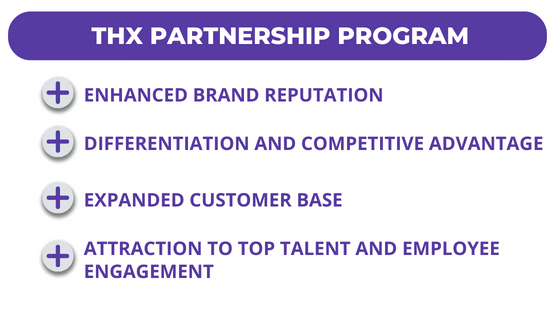 THX PARTNERSHIP PROGRAM
ENHANCED BRAND REPUTATION
DIFFERENTIATION AND COMPETITIVE ADVANTAGE
EXPANDED CUSTOMER BASE
ATTRACTION TO TOP TALENT AND EMPLOYEE
ENGAGEMENT